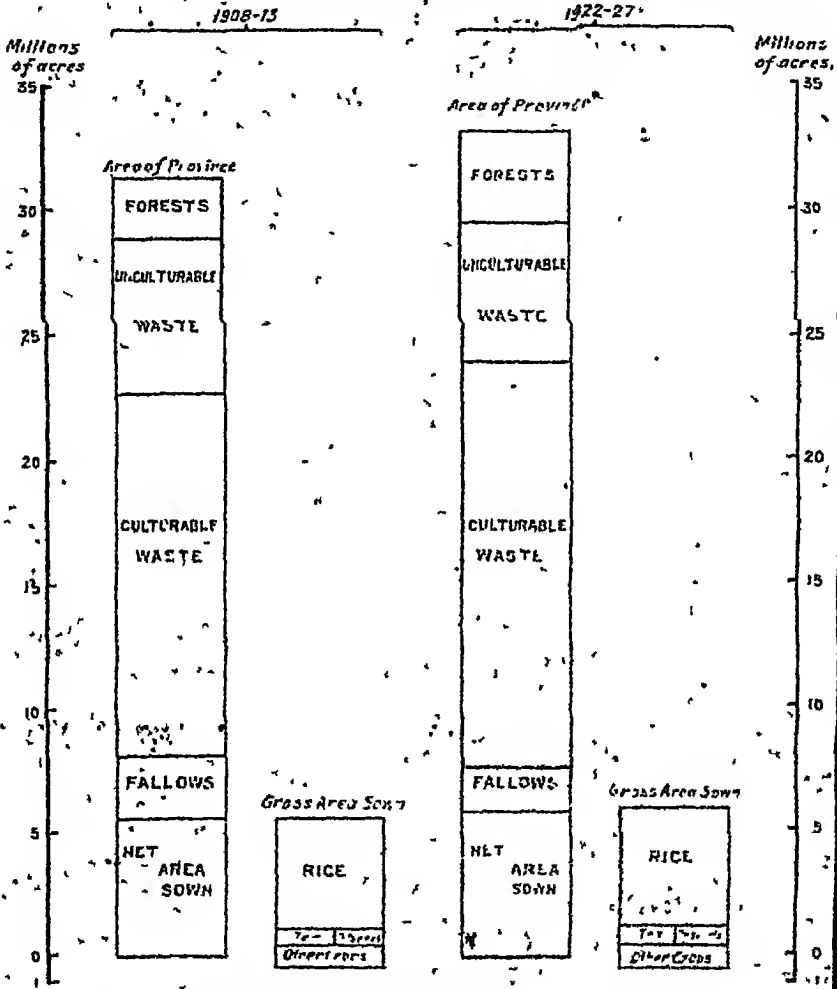 1908-13
1922-27
Millions
of acres
Millions
of acres.
35
30
25
20
15
10
5
0
Area of Province
FORESTS
UNCULTURABLE
WASTE
CULTURABLE
WASTE
FALLOWS
NET
AREA
SOWN
Gross Area Sown
RICE
Tea
Other Crops
Area of Province
FORESTS
UNCULTURABLE
WASTE
CULTURABLE
WASTE
FALLOWS
NET
AREA
SOWN
Gross Area Sown
RICE
Tea
Other Crops
35
30
25
20
15
10
5
0